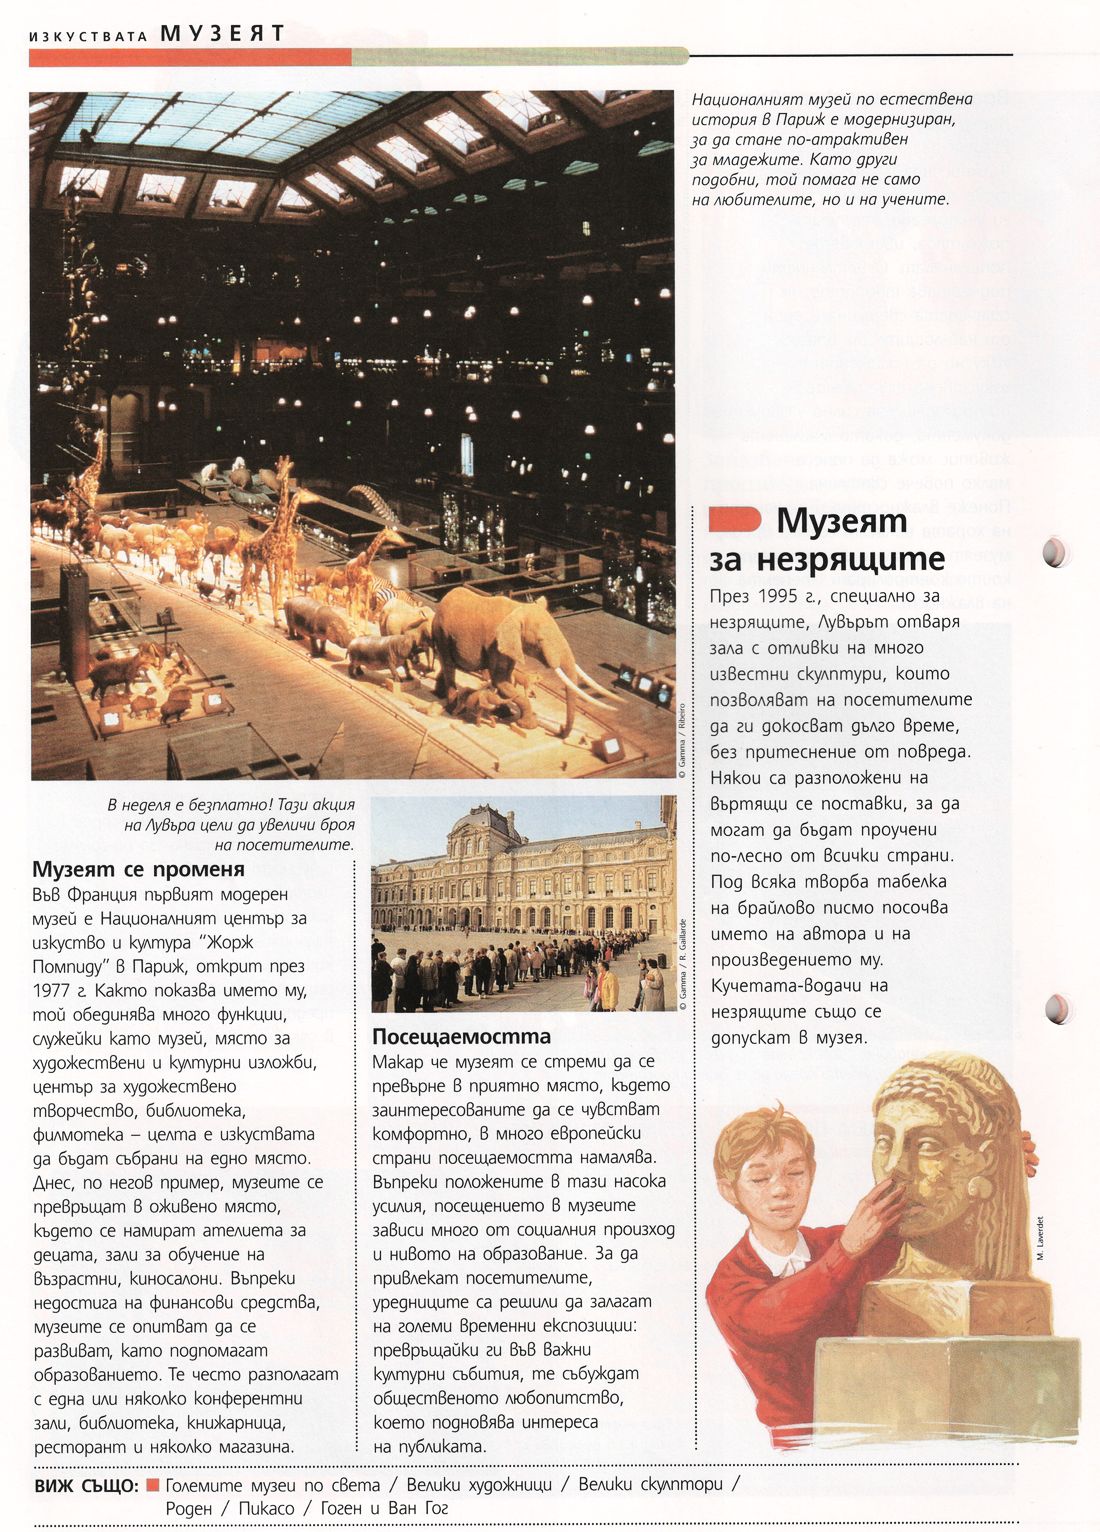 ИЗКУСТВАТА МУЗЕЯТ
Националният музей по естествена
история в Париж е модернизиран,
за да стане по-атрактивен
за младежите. Като други
подобни, той помага не само
на любителите, но и на учените.
© Gamma / Ribeiro
В неделя е безплатно! Тази акция
на Лувъра цели да увеличи броя
на посетителите.
Музеят се променя
Във Франция първият модерен
музей е Националният център за
изкуство и култура “Жорж
Помпиду” в Париж, открит през
1977 г. Както показва името му,
той обединява много функции,
служейки като музей, място за
художествени и културни изложби,
център за художествено
творчество, библиотека,
филмотека – целта е изкуствата
да бъдат събрани на едно място.
Днес, по негов пример, музеите се
превръщат в оживено място,
където се намират ателиета за
децата, зали за обучение на
възрастни, киносалони. Въпреки
недостига на финансови средства,
музеите се опитват да се
развиват, като подпомагат
образованието. Те често разполагат
с една или няколко конферентни
зали, библиотека, книжарница,
ресторант и няколко магазина.
© Gamma / R. Gaillarde
Посещаемостта
Макар че музеят се стреми да се
превърне в приятно място, където
заинтересованите да се чувстват
комфортно, в много европейски
страни посещаемостта намалява.
Въпреки положените в тази насока
усилия, посещението в музеите
зависи много от социалния произход
и нивото на образование. За да
привлекат посетителите,
уредниците са решили да залагат
на големи временни експозиции:
превръщайки ги във важни
културни събития, те събуждат
общественото любопитство,
което подновява интереса
на публиката.
Музеят
за незрящите
През 1995 г., специално за
незрящите, Лувърът отваря
зала с отливки на много
известни скулптури, които
позволяват на посетителите
да ги докосват дълго време,
без притеснение от повреда.
Някои са разположени на
въртящи се поставки, за да
могат да бъдат проучени
по-лесно от всички страни.
Под всяка творба табелка
на брайлово писмо посочва
името на автора и на
произведението му.
Кучетата-водачи на
незрящите също се
допускат в музея.
M. Laverdet
ВИЖ СЪЩО: Големите музеи по света / Велики художници / Велики скулптори /
Роден / Пикасо / Гоген и Ван Гог